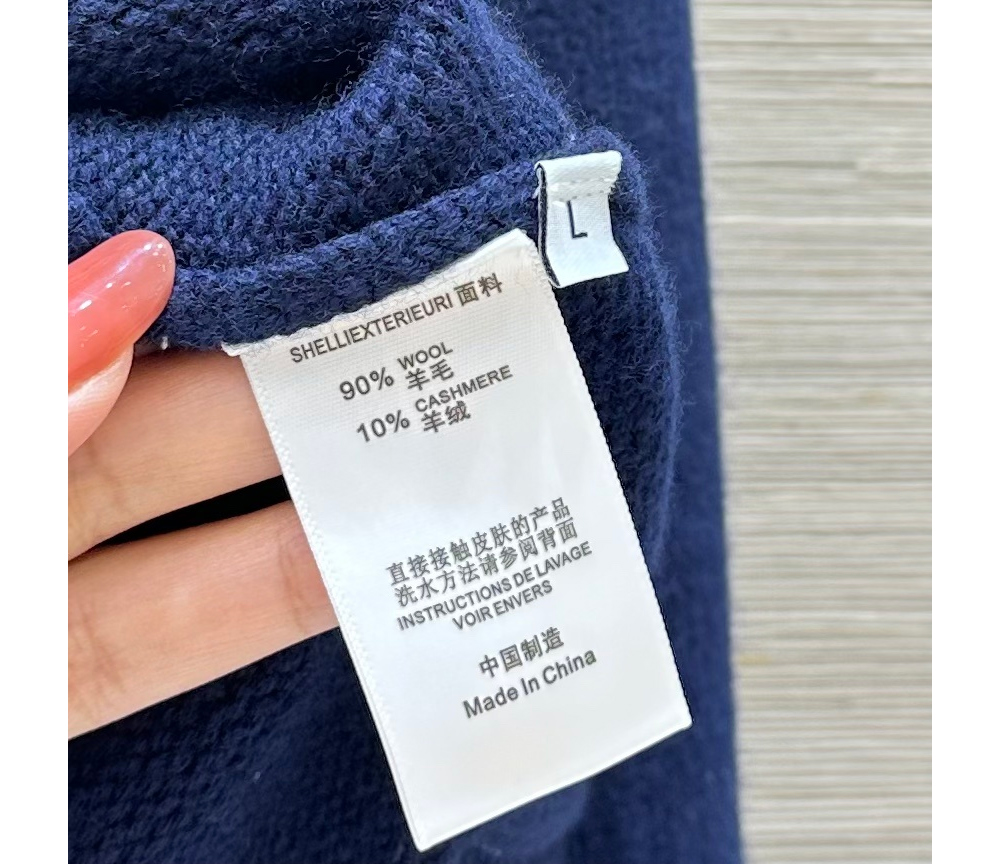 L
SHELLIEXTERIEURI 面料
90% WOOL
羊毛
10% CASHMERE
羊绒
直接接触皮肤的产品
洗水方法请参阅背面
INSTRUCTIONS DE LAVAGE
VOIR ENVERS
中国制造
Made In China